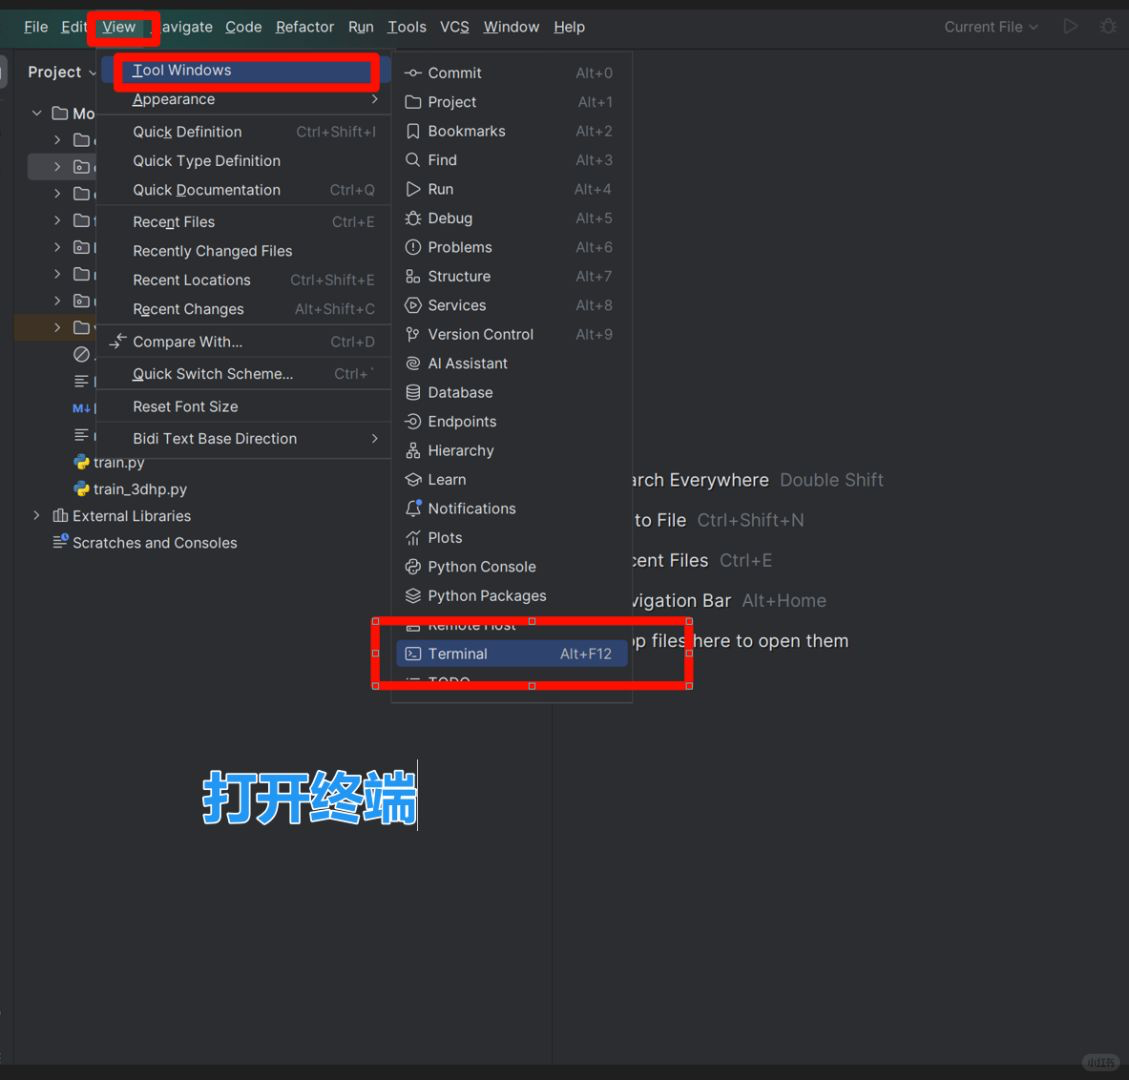 File Edit View Navigate Code Refactor Run Tools VCS Window Help Current File
Project
Tool Windows
Appearance
Quick Definition Ctrl+Shift+I
Quick Type Definition
Quick Documentation Ctrl+Q
Recent Files Ctrl+E
Recently Changed Files
Recent Locations Ctrl+Shift+E
Recent Changes Alt+Shift+C
Compare With... Ctrl+D
Quick Switch Scheme... Ctrl+`
Reset Font Size
Bidi Text Base Direction
Mo
M↓
train.py
train_3dhp.py
External Libraries
Scratches and Consoles
Commit Alt+0
Project Alt+1
Bookmarks Alt+2
Find Alt+3
Run Alt+4
Debug Alt+5
Problems Alt+6
Structure Alt+7
Services Alt+8
Version Control Alt+9
AI Assistant
Database
Endpoints
Hierarchy
Learn
Notifications
Plots
Python Console
Python Packages
Remote Host
Terminal Alt+F12
TODO
arch Everywhere Double Shift
to File Ctrl+Shift+N
cent Files Ctrl+E
vigation Bar Alt+Home
op files here to open them
打开终端
小红书